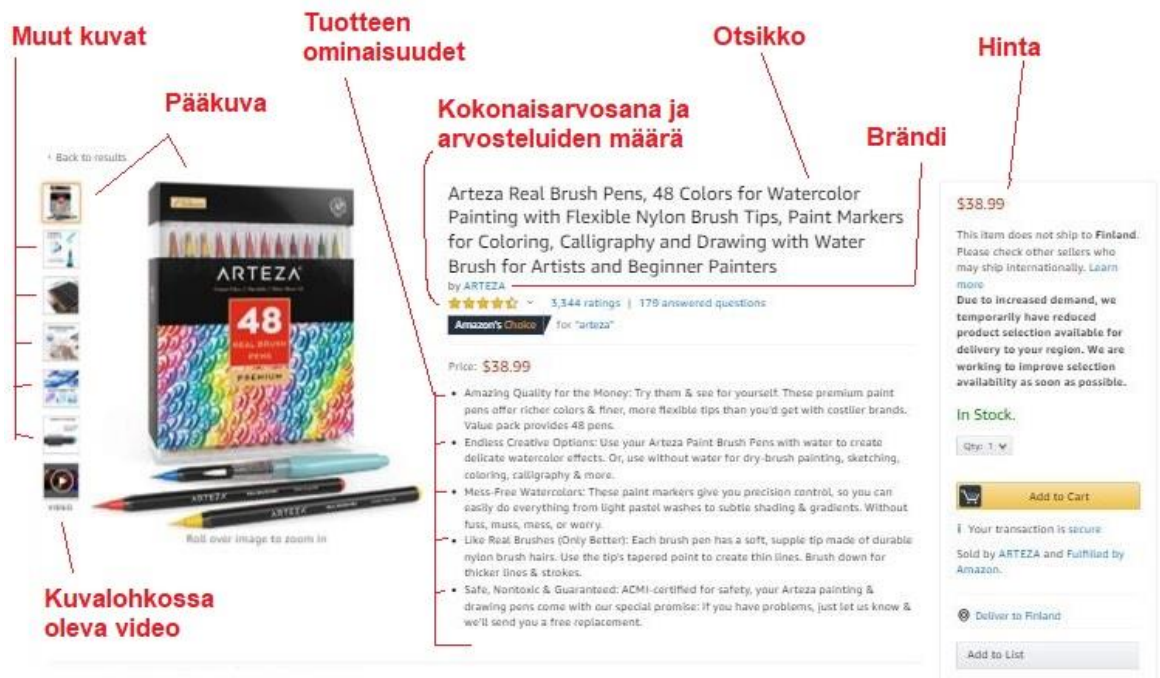 Muut kuvat
Tuotteen
ominaisuudet
Otsikko
Hinta
Pääkuva
Kokonaisarvosana ja
arvosteluiden määrä
Brändi
‹ Back to results
ARTEZA
48
REAL BRUSH
PENS
PREMIUM
ARTEZA
ARTEZA
VIDEO
Roll over image to zoom in
Kuvalohkossa
oleva video
Arteza Real Brush Pens, 48 Colors for Watercolor
Painting with Flexible Nylon Brush Tips, Paint Markers
for Coloring, Calligraphy and Drawing with Water
Brush for Artists and Beginner Painters
by ARTEZA
3,344 ratings | 179 answered questions
Amazon's Choice for "arteza"
Price: $38.99
• Amazing Quality for the Money: Try them & see for yourself. These premium paint
pens offer richer colors & finer, more flexible tips than you'd get with costlier brands.
Value pack provides 48 pens.
• Endless Creative Options: Use your Arteza Paint Brush Pens with water to create
delicate watercolor effects. Or, use without water for dry-brush painting, sketching,
coloring, calligraphy & more.
• Mess-Free Watercolors: These paint markers give you precision control, so you can
easily do everything from light pastel washes to subtle shading & gradients. Without
fuss, muss, mess, or worry.
• Like Real Brushes (Only Better): Each brush pen has a soft, supple tip made of durable
nylon brush hairs. Use the tip's tapered point to create thin lines. Brush down for
thicker lines & strokes.
• Safe, Nontoxic & Guaranteed: ACMI-certified for safety, your Arteza painting &
drawing pens come with our special promise: if you have problems, just let us know &
we'll send you a free replacement.
$38.99
This item does not ship to Finland.
Please check other sellers who
may ship internationally. Learn
more
Due to increased demand, we
temporarily have reduced
product selection available for
delivery to your region. We are
working to improve selection
availability as soon as possible.
In Stock.
Qty: 1
Add to Cart
Your transaction is secure
Sold by ARTEZA and Fulfilled by
Amazon.
Deliver to Finland
Add to List